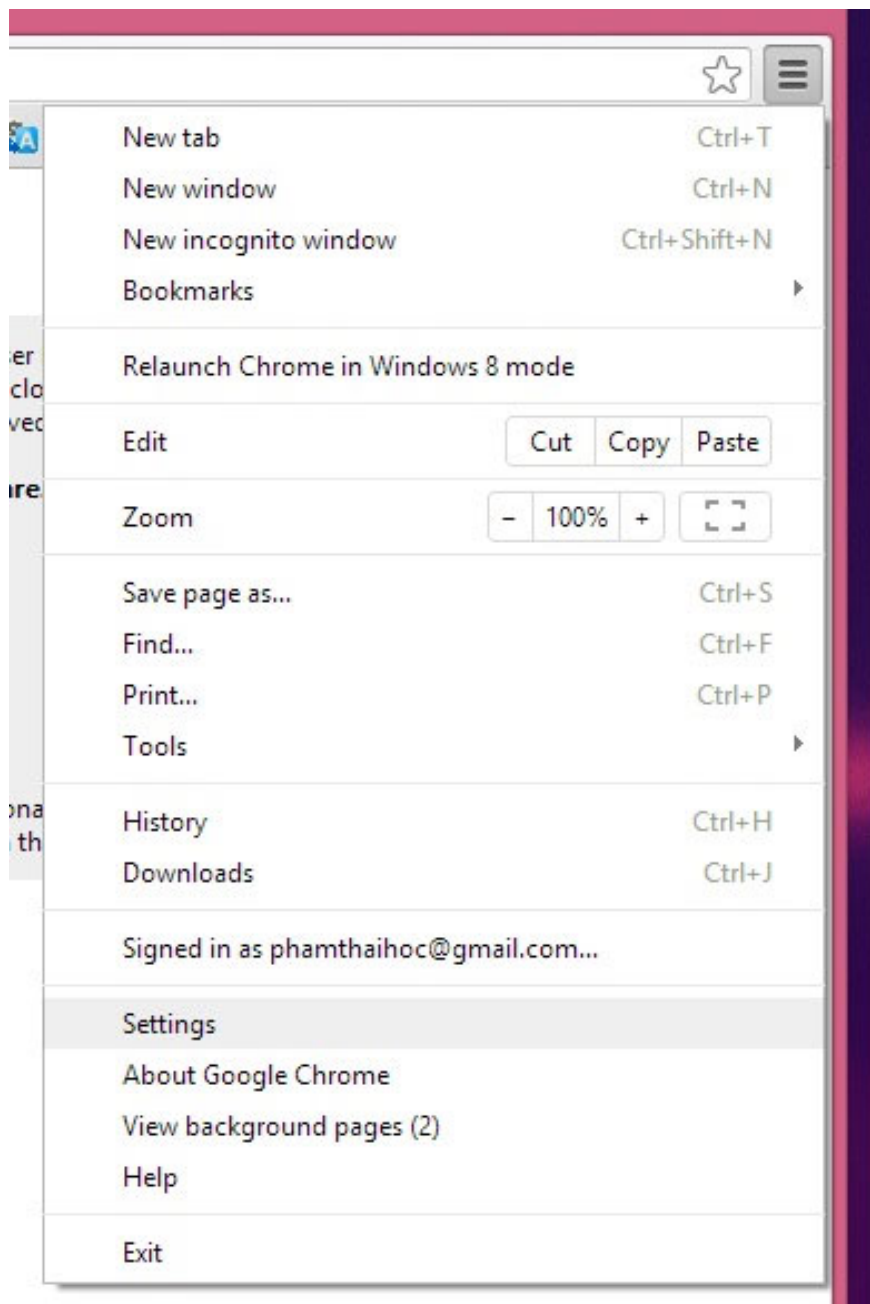 New tab Ctrl+T
New window Ctrl+N
New incognito window Ctrl+Shift+N
Bookmarks
Relaunch Chrome in Windows 8 mode
Edit Cut Copy Paste
Zoom - 100% +
Save page as... Ctrl+S
Find... Ctrl+F
Print... Ctrl+P
Tools
History Ctrl+H
Downloads Ctrl+J
Signed in as phamthaihoc@gmail.com...
Settings
About Google Chrome
View background pages (2)
Help
Exit